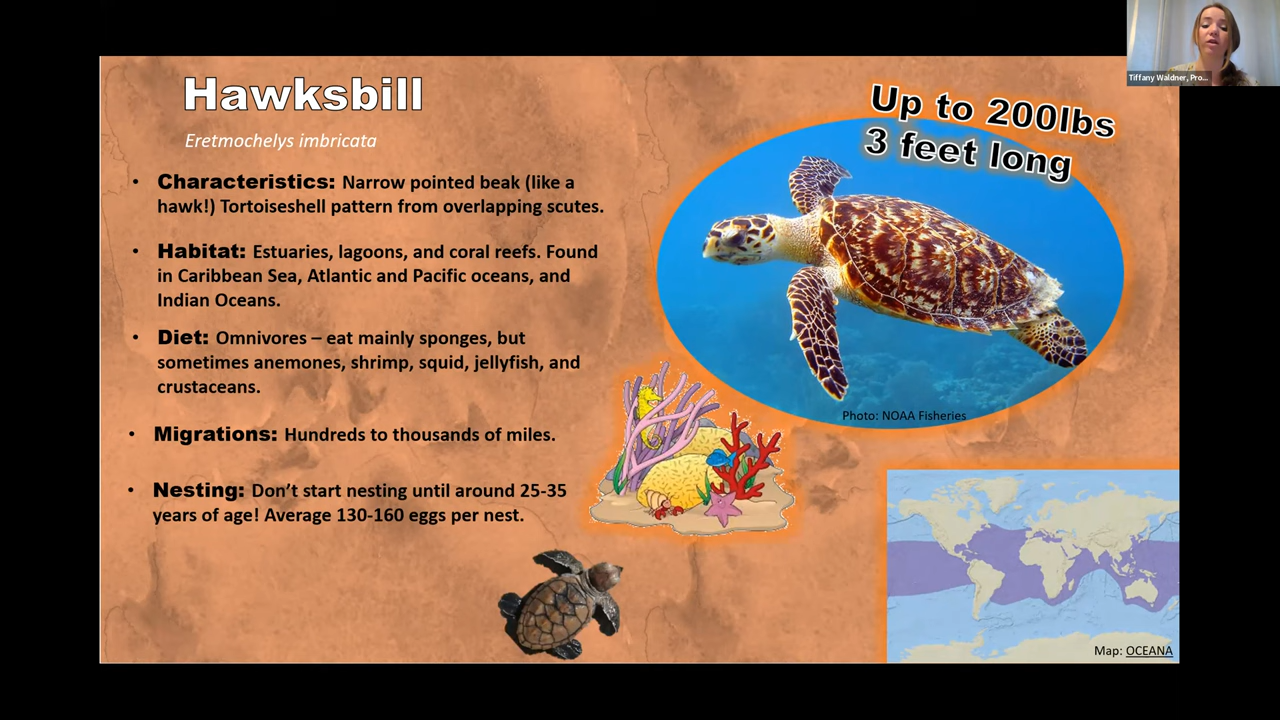 Hawksbill
Eretmochelys imbricata
• Characteristics: Narrow pointed beak (like a
hawk!) Tortoiseshell pattern from overlapping scutes.
• Habitat: Estuaries, lagoons, and coral reefs. Found
in Caribbean Sea, Atlantic and Pacific oceans, and
Indian Oceans.
• Diet: Omnivores – eat mainly sponges, but
sometimes anemones, shrimp, squid, jellyfish, and
crustaceans.
• Migrations: Hundreds to thousands of miles.
• Nesting: Don't start nesting until around 25-35
years of age! Average 130-160 eggs per nest.
Up to 200lbs
3 feet long
Photo: NOAA Fisheries
Map: OCEANA
Tiffany Waldner, Pro...